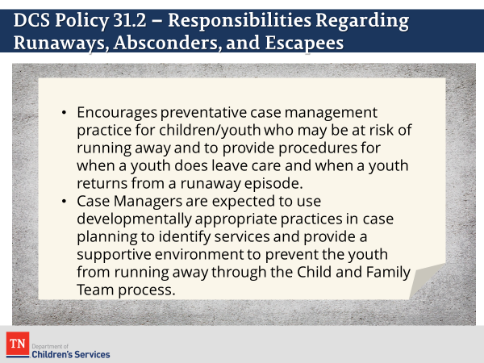 DCS Policy 31.2 – Responsibilities Regarding
Runaways, Absconders, and Escapees
• Encourages preventative case management
practice for children/youth who may be at risk of
running away and to provide procedures for
when a youth does leave care and when a youth
returns from a runaway episode.
• Case Managers are expected to use
developmentally appropriate practices in case
planning to identify services and provide a
supportive environment to prevent the youth
from running away through the Child and Family
Team process.
TN
Department of
Children's Services